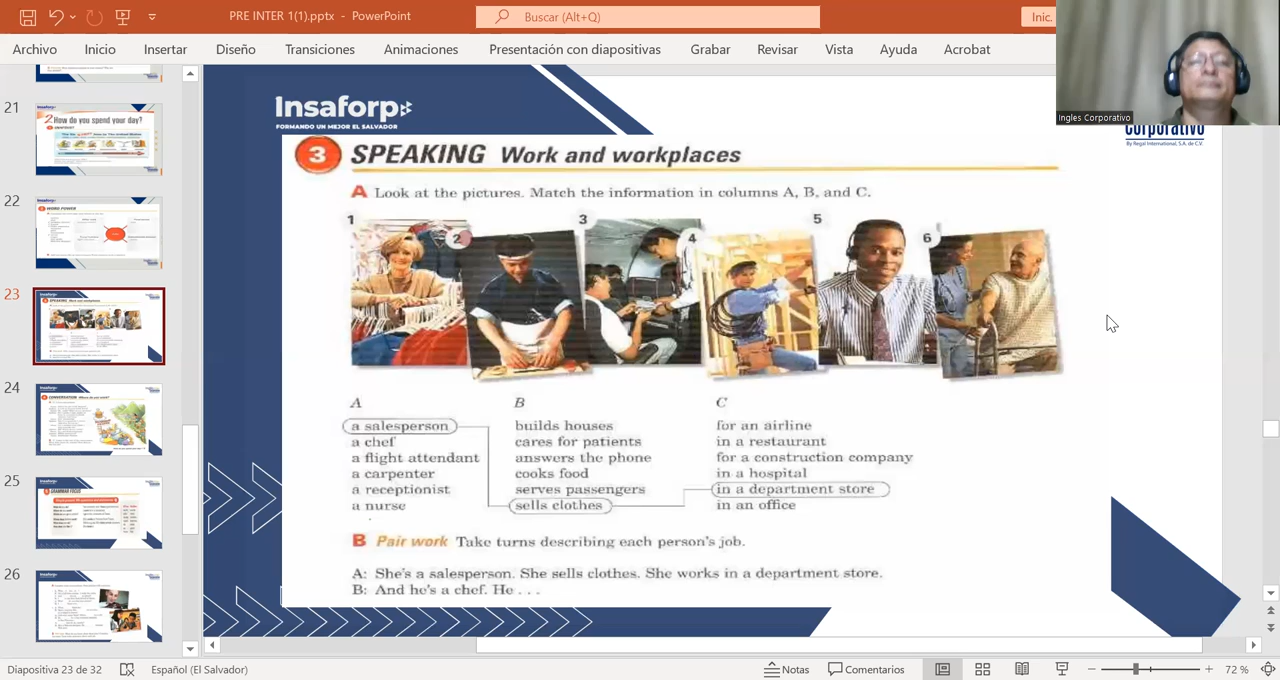 PRE INTER 1(1).pptx - PowerPoint
Buscar (Alt+Q)
Inic.
Archivo Inicio Insertar Diseño Transiciones Animaciones Presentación con diapositivas Grabar Revisar Vista Ayuda Acrobat
Ingles Corporativo
21
2 How do you spend your day?
22
WORD POWER
23
24
25
26
Insaforp
FORMANDO UN MEJOR EL SALVADOR
Corporativo
By Regal International, S.A. de C.V
3 SPEAKING Work and workplaces
A Look at the pictures. Match the information in columns A, B, and C.
1 2 3 4 5 6
A B C
a salesperson builds houses for an airline
a chef cares for patients in a restaurant
a flight attendant answers the phone for a construction company
a carpenter cooks food in a hospital
a receptionist serves passengers in a department store
a nurse sells clothes in an office
B Pair work Take turns describing each person's job.
A: She's a salesperson. She sells clothes. She works in a department store.
B: And he's a chef. He . . .
Diapositiva 23 de 32 Español (El Salvador) Notas Comentarios 72 %